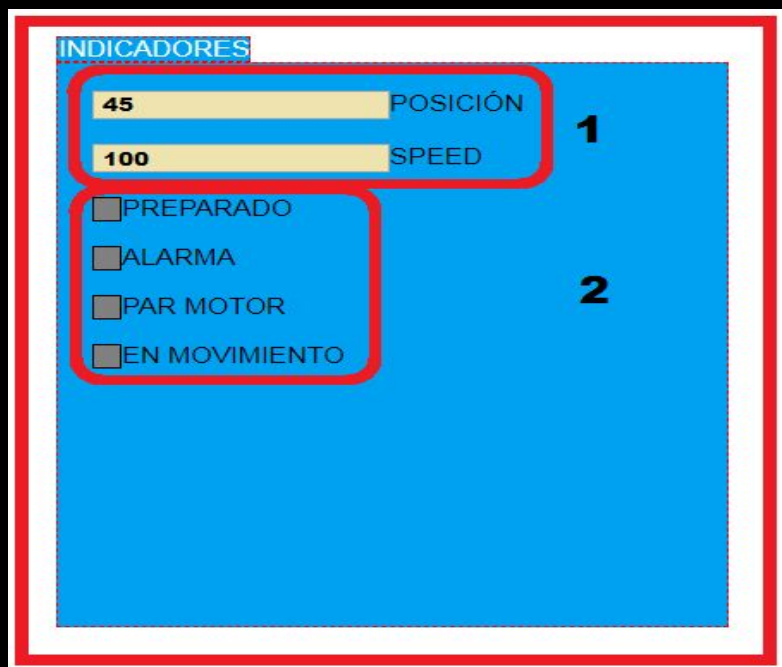 INDICADORES
45 POSICIÓN
1
100 SPEED
PREPARADO
ALARMA
2
PAR MOTOR
EN MOVIMIENTO